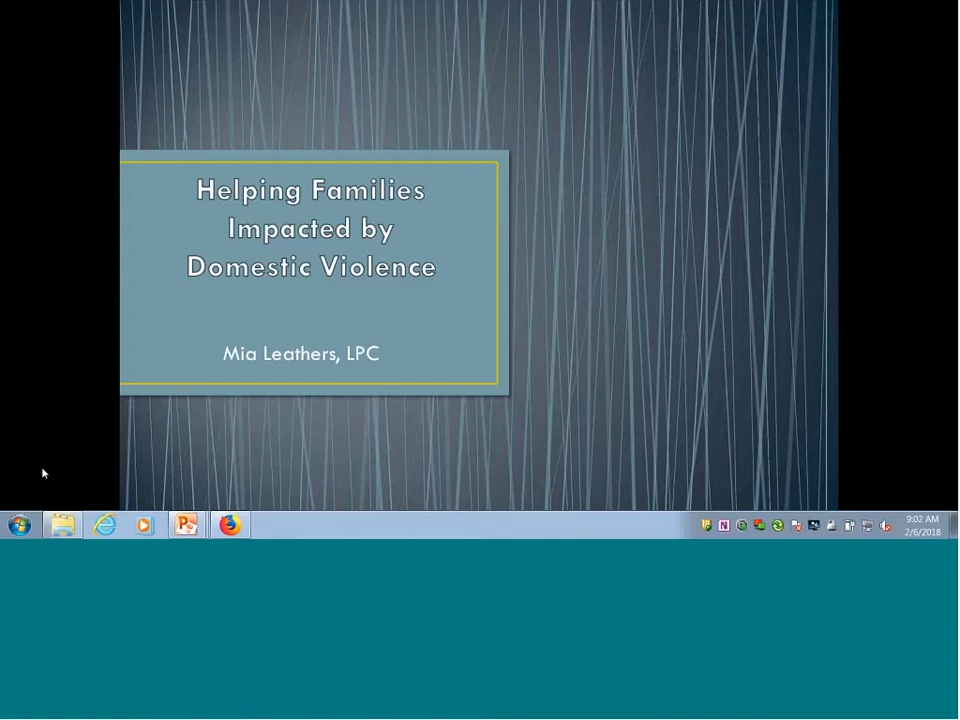 Helping Families
Impacted by
Domestic Violence
Mia Leathers, LPC
P
N
9:02 AM
2/6/2018